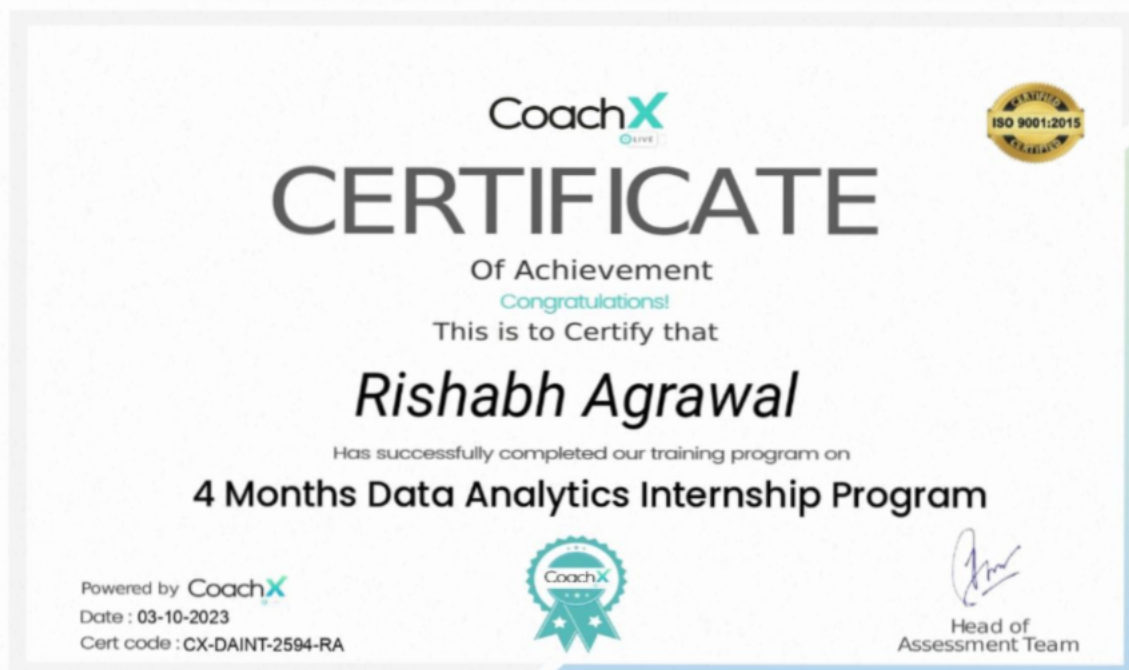 CoachX
LIVE
CERTIFIED
ISO 9001:2015
CERTIFIED
CERTIFICATE
Of Achievement
Congratulations!
This is to Certify that
Rishabh Agrawal
Has successfully completed our training program on
4 Months Data Analytics Internship Program
CoachX
Powered by CoachX
Date : 03-10-2023
Cert code : CX-DAINT-2594-RA
Head of
Assessment Team